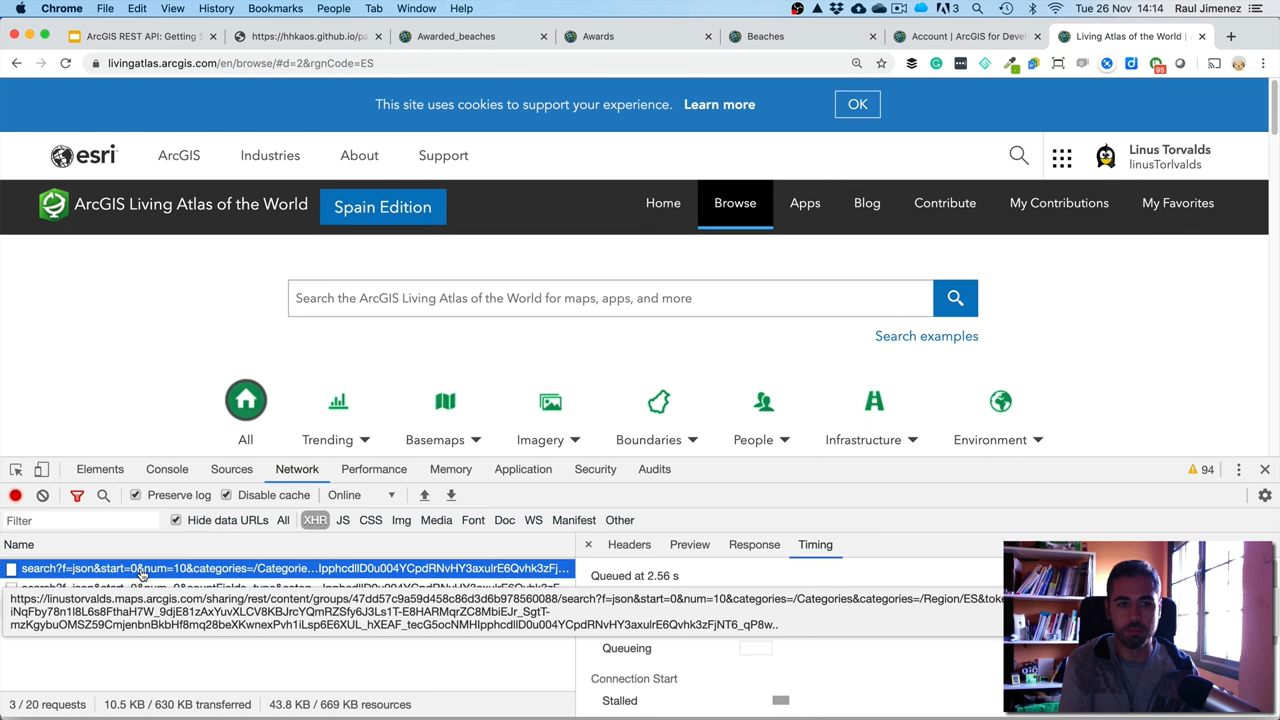 Chrome File Edit View History Bookmarks People Tab Window Help 3 Tue 26 Nov 14:14 Raul Jimenez
ArcGIS REST API: Getting S × https://hhkaos.github.io/pa × Awarded_beaches × Awards × Beaches × Account | ArcGIS for Devel × Living Atlas of the World | A × +
livingatlas.arcgis.com/en/browse/#d=2&rgnCode=ES 95
This site uses cookies to support your experience. Learn more OK
esri ArcGIS Industries About Support Linus Torvalds
linusTorlvalds
ArcGIS Living Atlas of the World Spain Edition Home Browse Apps Blog Contribute My Contributions My Favorites
Search the ArcGIS Living Atlas of the World for maps, apps, and more
Search examples
All Trending Basemaps Imagery Boundaries People Infrastructure Environment
Elements Console Sources Network Performance Memory Application Security Audits 94
Preserve log Disable cache Online
Filter Hide data URLs All XHR JS CSS Img Media Font Doc WS Manifest Other
Name × Headers Preview Response Timing
search?f=json&start=0&num=10&categories=/Categorie…IpphcdllD0u004YCpdRNvHY3axulrE6Qvhk3zFj…
Queued at 2.56 s
https://linustorvalds.maps.arcgis.com/sharing/rest/content/groups/47dd57c9a59d458c86d3d6b978560088/search?f=json&start=0&num=10&categories=/Categories&categories=/Region/ES&toke
Queueing
Connection Start
Stalled
3 / 20 requests 10.5 KB / 630 KB transferred 43.8 KB / 669 KB resources